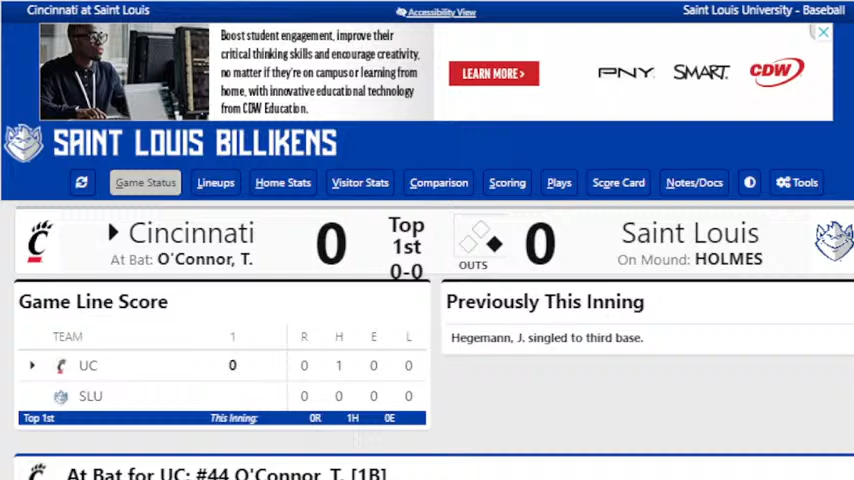 Cincinnati at Saint Louis
Accessibility View
Saint Louis University - Baseball
Boost student engagement, improve their
critical thinking skills and encourage creativity,
no matter if they're on campus or learning from
home, with innovative educational technology
from CDW Education.
LEARN MORE >
PNY.
SMART.
CDW
SAINT LOUIS BILLIKENS
Game Status
Lineups
Home Stats
Visitor Stats
Comparison
Scoring
Plays
Score Card
Notes/Docs
Tools
Cincinnati
At Bat: O'Connor, T.
0
Top
1st
0-0
OUTS
0
Saint Louis
On Mound: HOLMES
Game Line Score
TEAM 1 R H E L
UC 0 0 1 0 0
SLU 0 0 0 0
Top 1st This Inning: 0R 1H 0E
Previously This Inning
Hegemann, J. singled to third base.
At Bat for UC: #44 O'Connor, T. [1B]